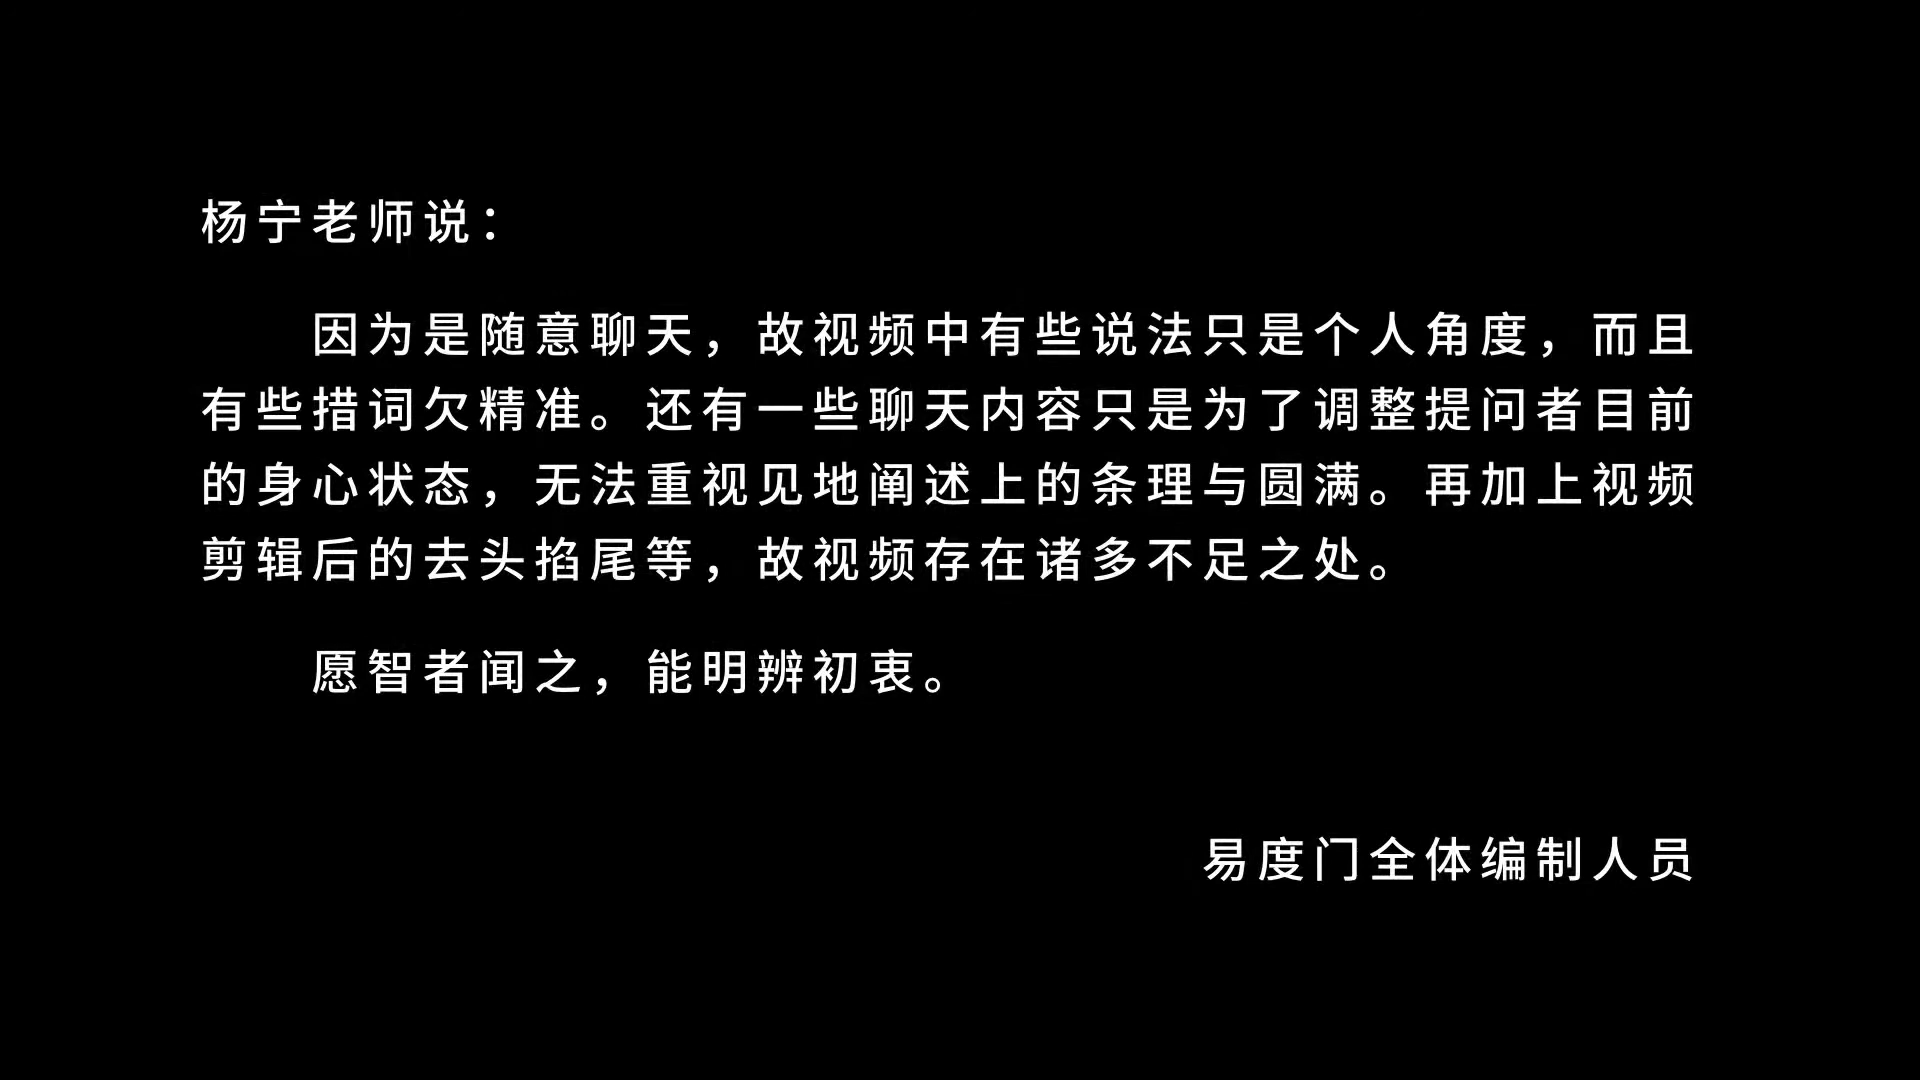 杨宁老师说：
因为是随意聊天，故视频中有些说法只是个人角度，而且
有些措词欠精准。还有一些聊天内容只是为了调整提问者目前
的身心状态，无法重视见地阐述上的条理与圆满。再加上视频
剪辑后的去头掐尾等，故视频存在诸多不足之处。
愿智者闻之，能明辨初衷。
易度门全体编制人员